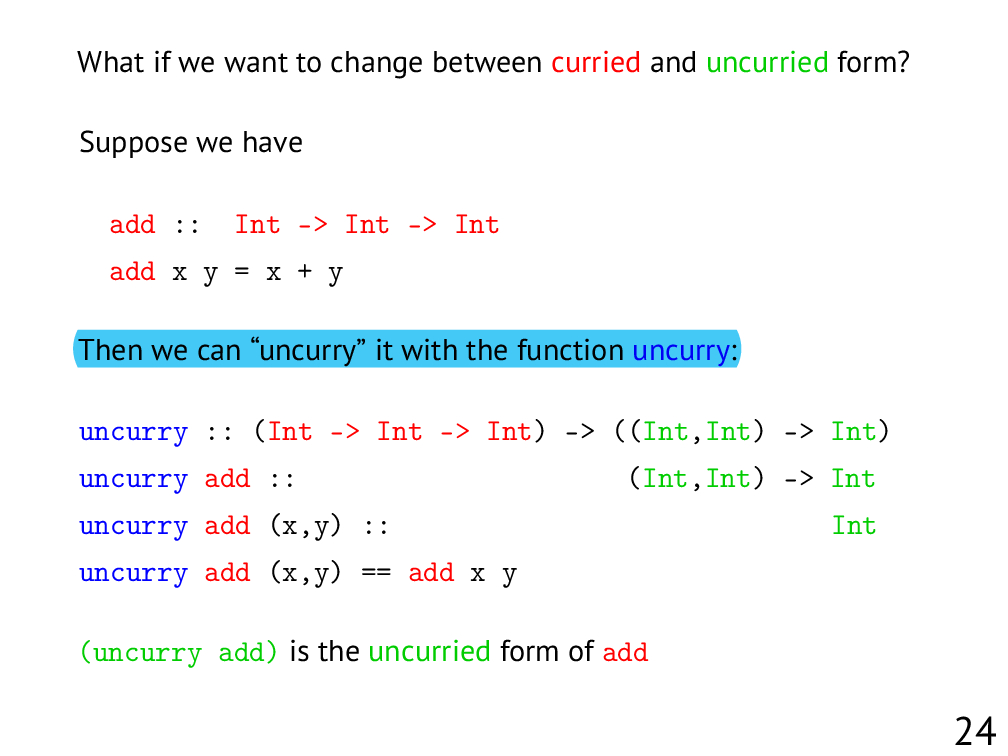 What if we want to change between curried and uncurried form?
Suppose we have
add :: Int -> Int -> Int
add x y = x + y
Then we can “uncurry” it with the function uncurry:
uncurry :: (Int -> Int -> Int) -> ((Int,Int) -> Int)
uncurry add :: (Int,Int) -> Int
uncurry add (x,y) :: Int
uncurry add (x,y) == add x y
(uncurry add) is the uncurried form of add
24